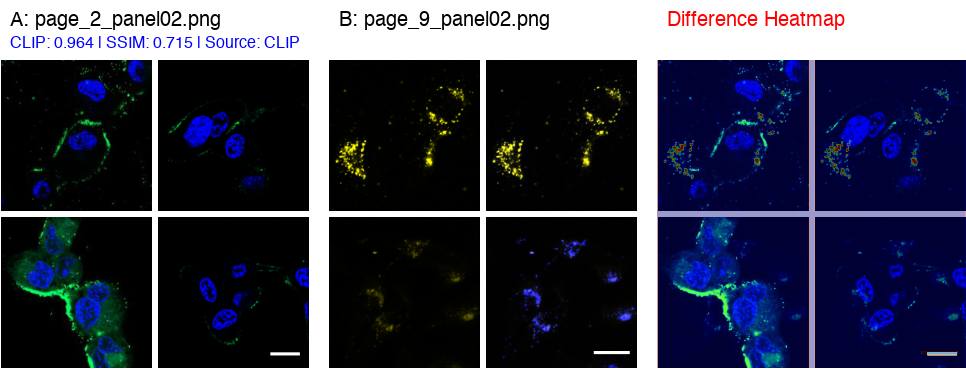 A: page_2_panel02.png
CLIP: 0.964 | SSIM: 0.715 | Source: CLIP
B: page_9_panel02.png
Difference Heatmap